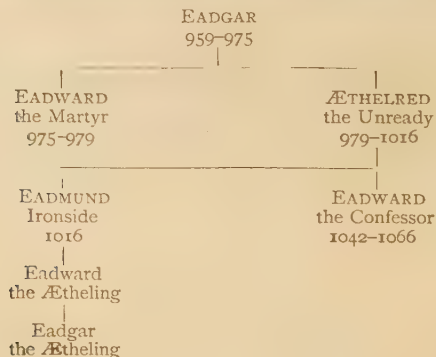 EADGAR
959–975
EADWARD
the Martyr
975–979
ÆTHELRED
the Unready
979–1016
EADMUND
Ironside
1016
EADWARD
the Confessor
1042–1066
Eadward
the Ætheling
Eadgar
the Ætheling